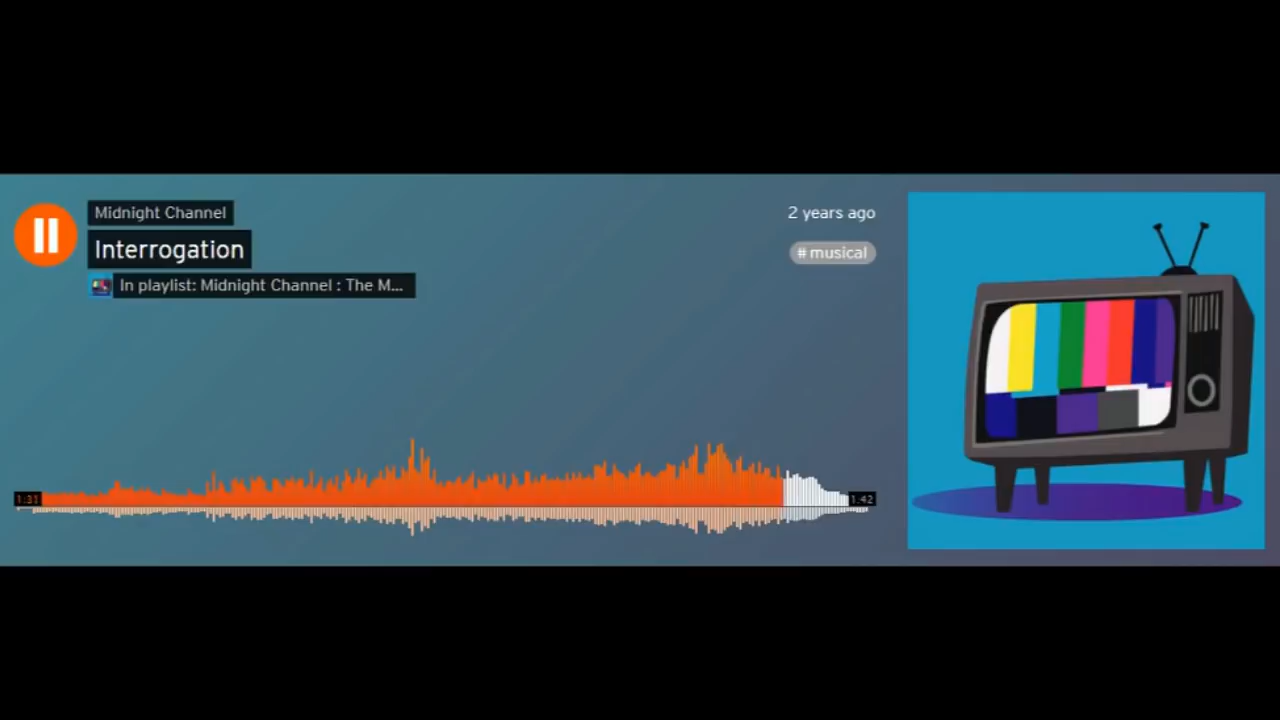 Midnight Channel
2 years ago
Interrogation
# musical
In playlist: Midnight Channel : The M...
1:31
1:42